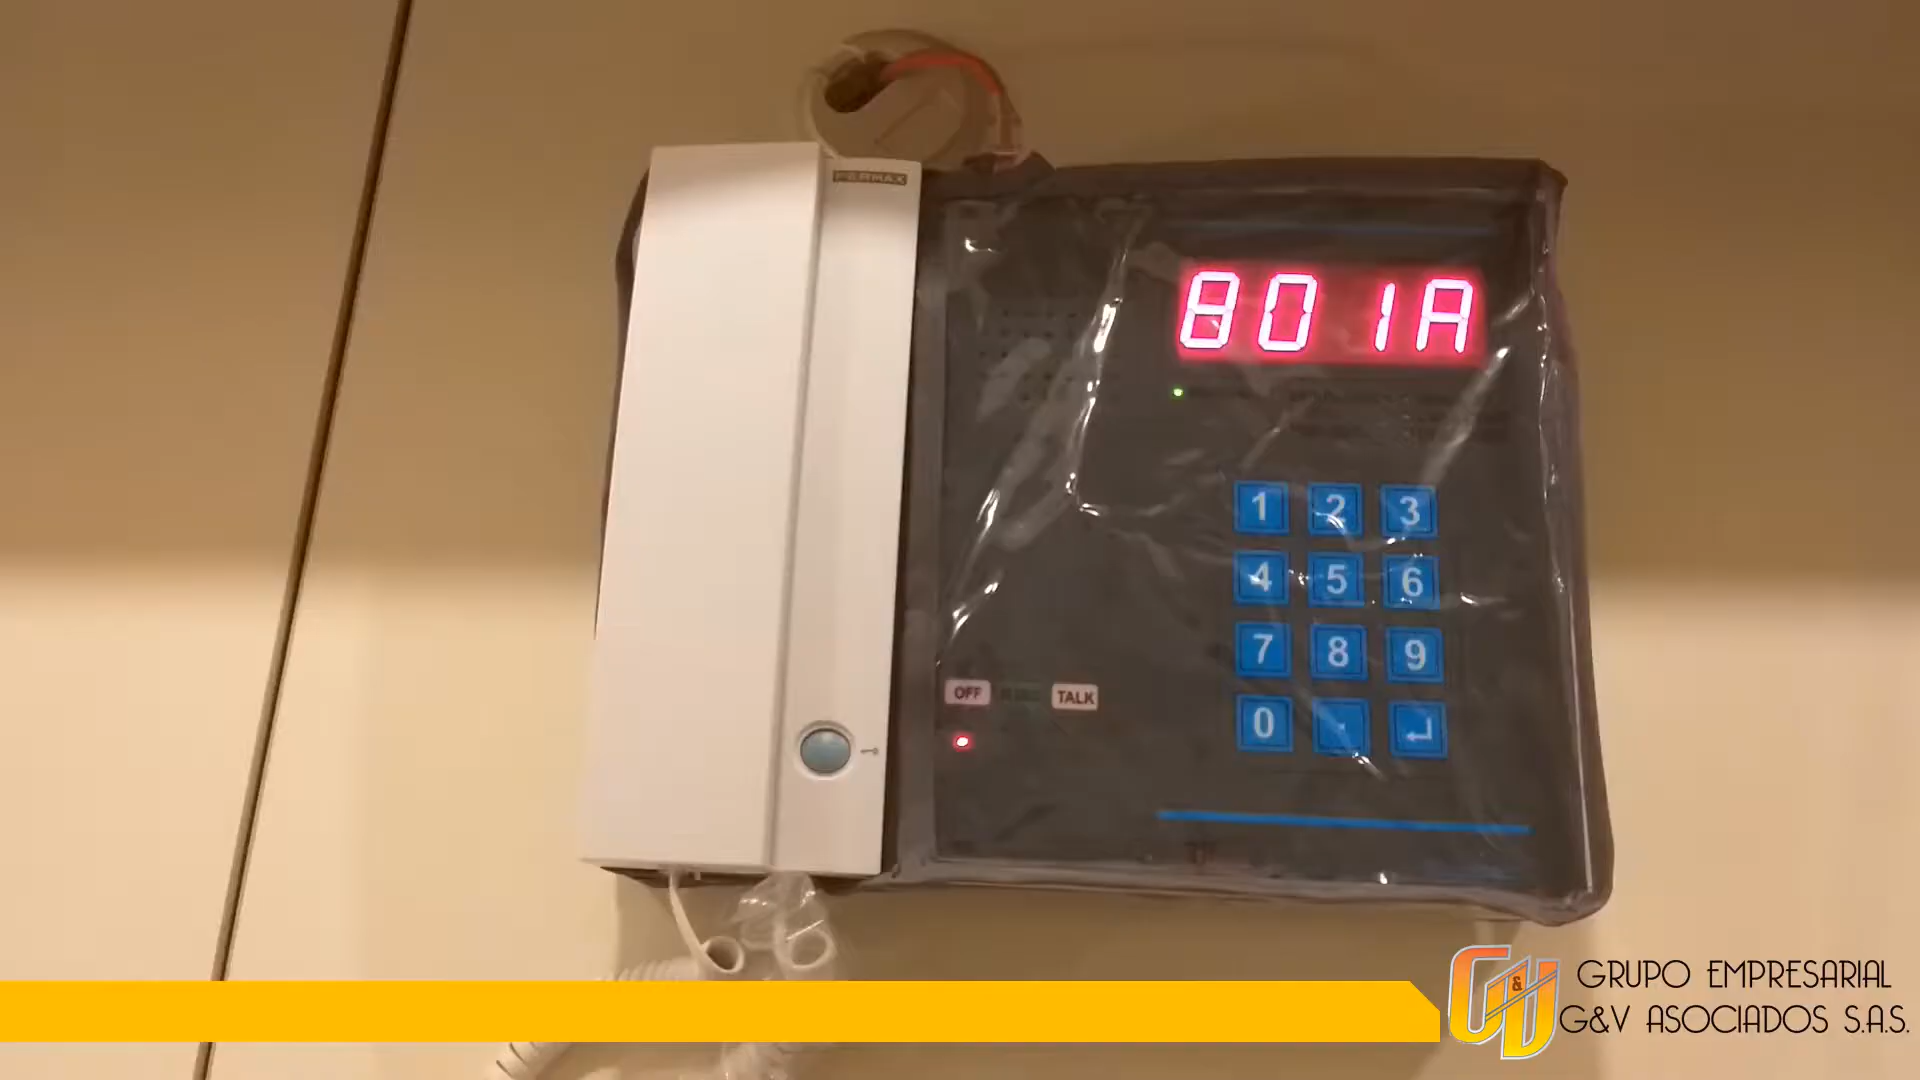 FERMAX
801A
1 2 3
4 5 6
7 8 9
0
OFF
TALK
G&V
GRUPO EMPRESARIAL
G&V ASOCIADOS S.A.S.